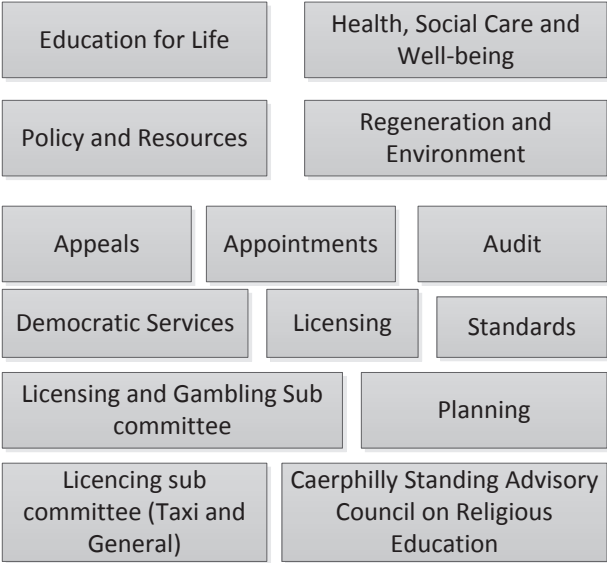 Education for Life
Health, Social Care and
Well-being
Policy and Resources
Regeneration and
Environment
Appeals
Appointments
Audit
Democratic Services
Licensing
Standards
Licensing and Gambling Sub
committee
Planning
Licencing sub
committee (Taxi and
General)
Caerphilly Standing Advisory
Council on Religious
Education